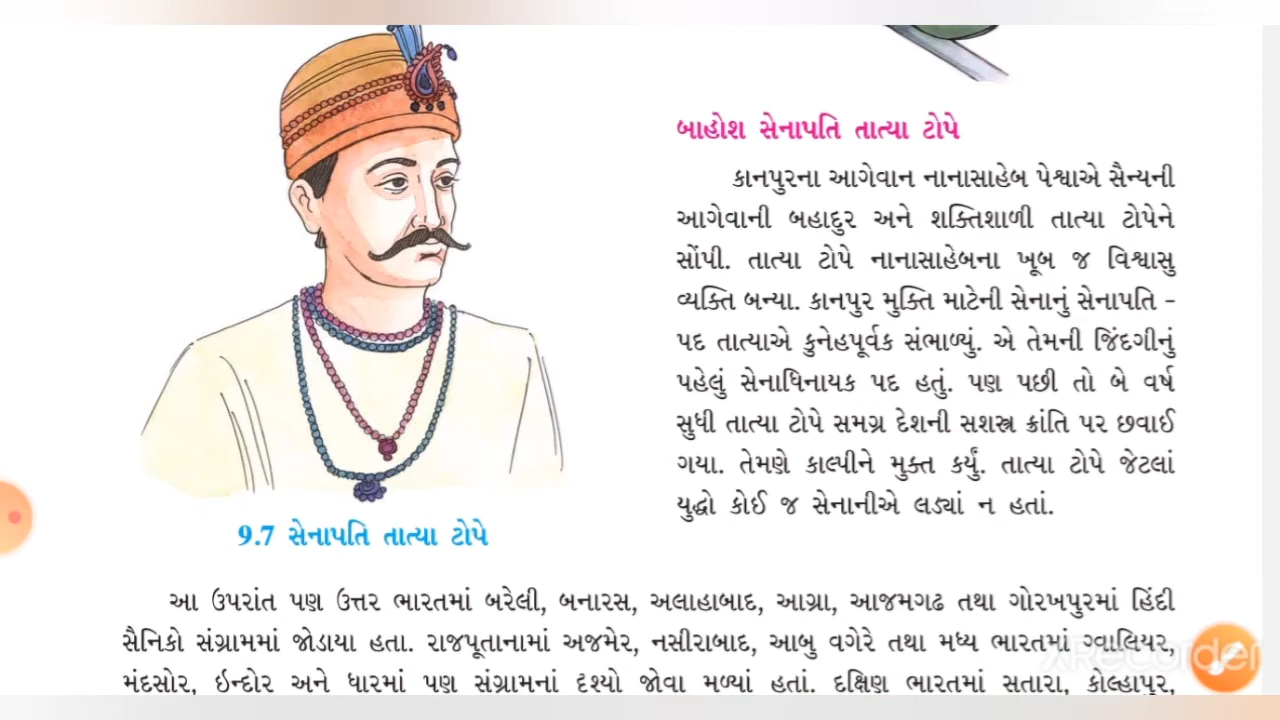 બાહોશ સેનાપતિ તાત્યા ટોપે
કાનપુરના આગેવાન નાનાસાહેબ પેશ્વાએ સૈન્યની
આગેવાની બહાદુર અને શક્તિશાળી તાત્યા ટોપેને
સોંપી. તાત્યા ટોપે નાનાસાહેબના ખૂબ જ વિશ્વાસુ
વ્યક્તિ બન્યા. કાનપુર મુક્તિ માટેની સેનાનું સેનાપતિ -
પદ તાત્યાએ કુનેહપૂર્વક સંભાળ્યું. એ તેમની જિંદગીનું
પહેલું સેનાધિનાયક પદ હતું. પણ પછી તો બે વર્ષ
સુધી તાત્યા ટોપે સમગ્ર દેશની સશસ્ત્ર ક્રાંતિ પર છવાઈ
ગયા. તેમણે કાલ્પીને મુક્ત કર્યું. તાત્યા ટોપે જેટલાં
યુદ્ધો કોઈ જ સેનાનીએ લડ્યાં ન હતાં.
9.7 સેનાપતિ તાત્યા ટોપે
આ ઉપરાંત પણ ઉત્તર ભારતમાં બરેલી, બનારસ, અલાહાબાદ, આગ્રા, આજમગઢ તથા ગોરખપુરમાં હિંદી
સૈનિકો સંગ્રામમાં જોડાયા હતા. રાજપૂતાનામાં અજમેર, નસીરાબાદ, આબુ વગેરે તથા મધ્ય ભારતમાં ગ્વાલિયર,
મંદસોર, ઇન્દોર અને ધારમાં પણ સંગ્રામનાં દૃશ્યો જોવા મળ્યાં હતાં. દક્ષિણ ભારતમાં સતારા, કોલ્હાપુર,
XRecorder